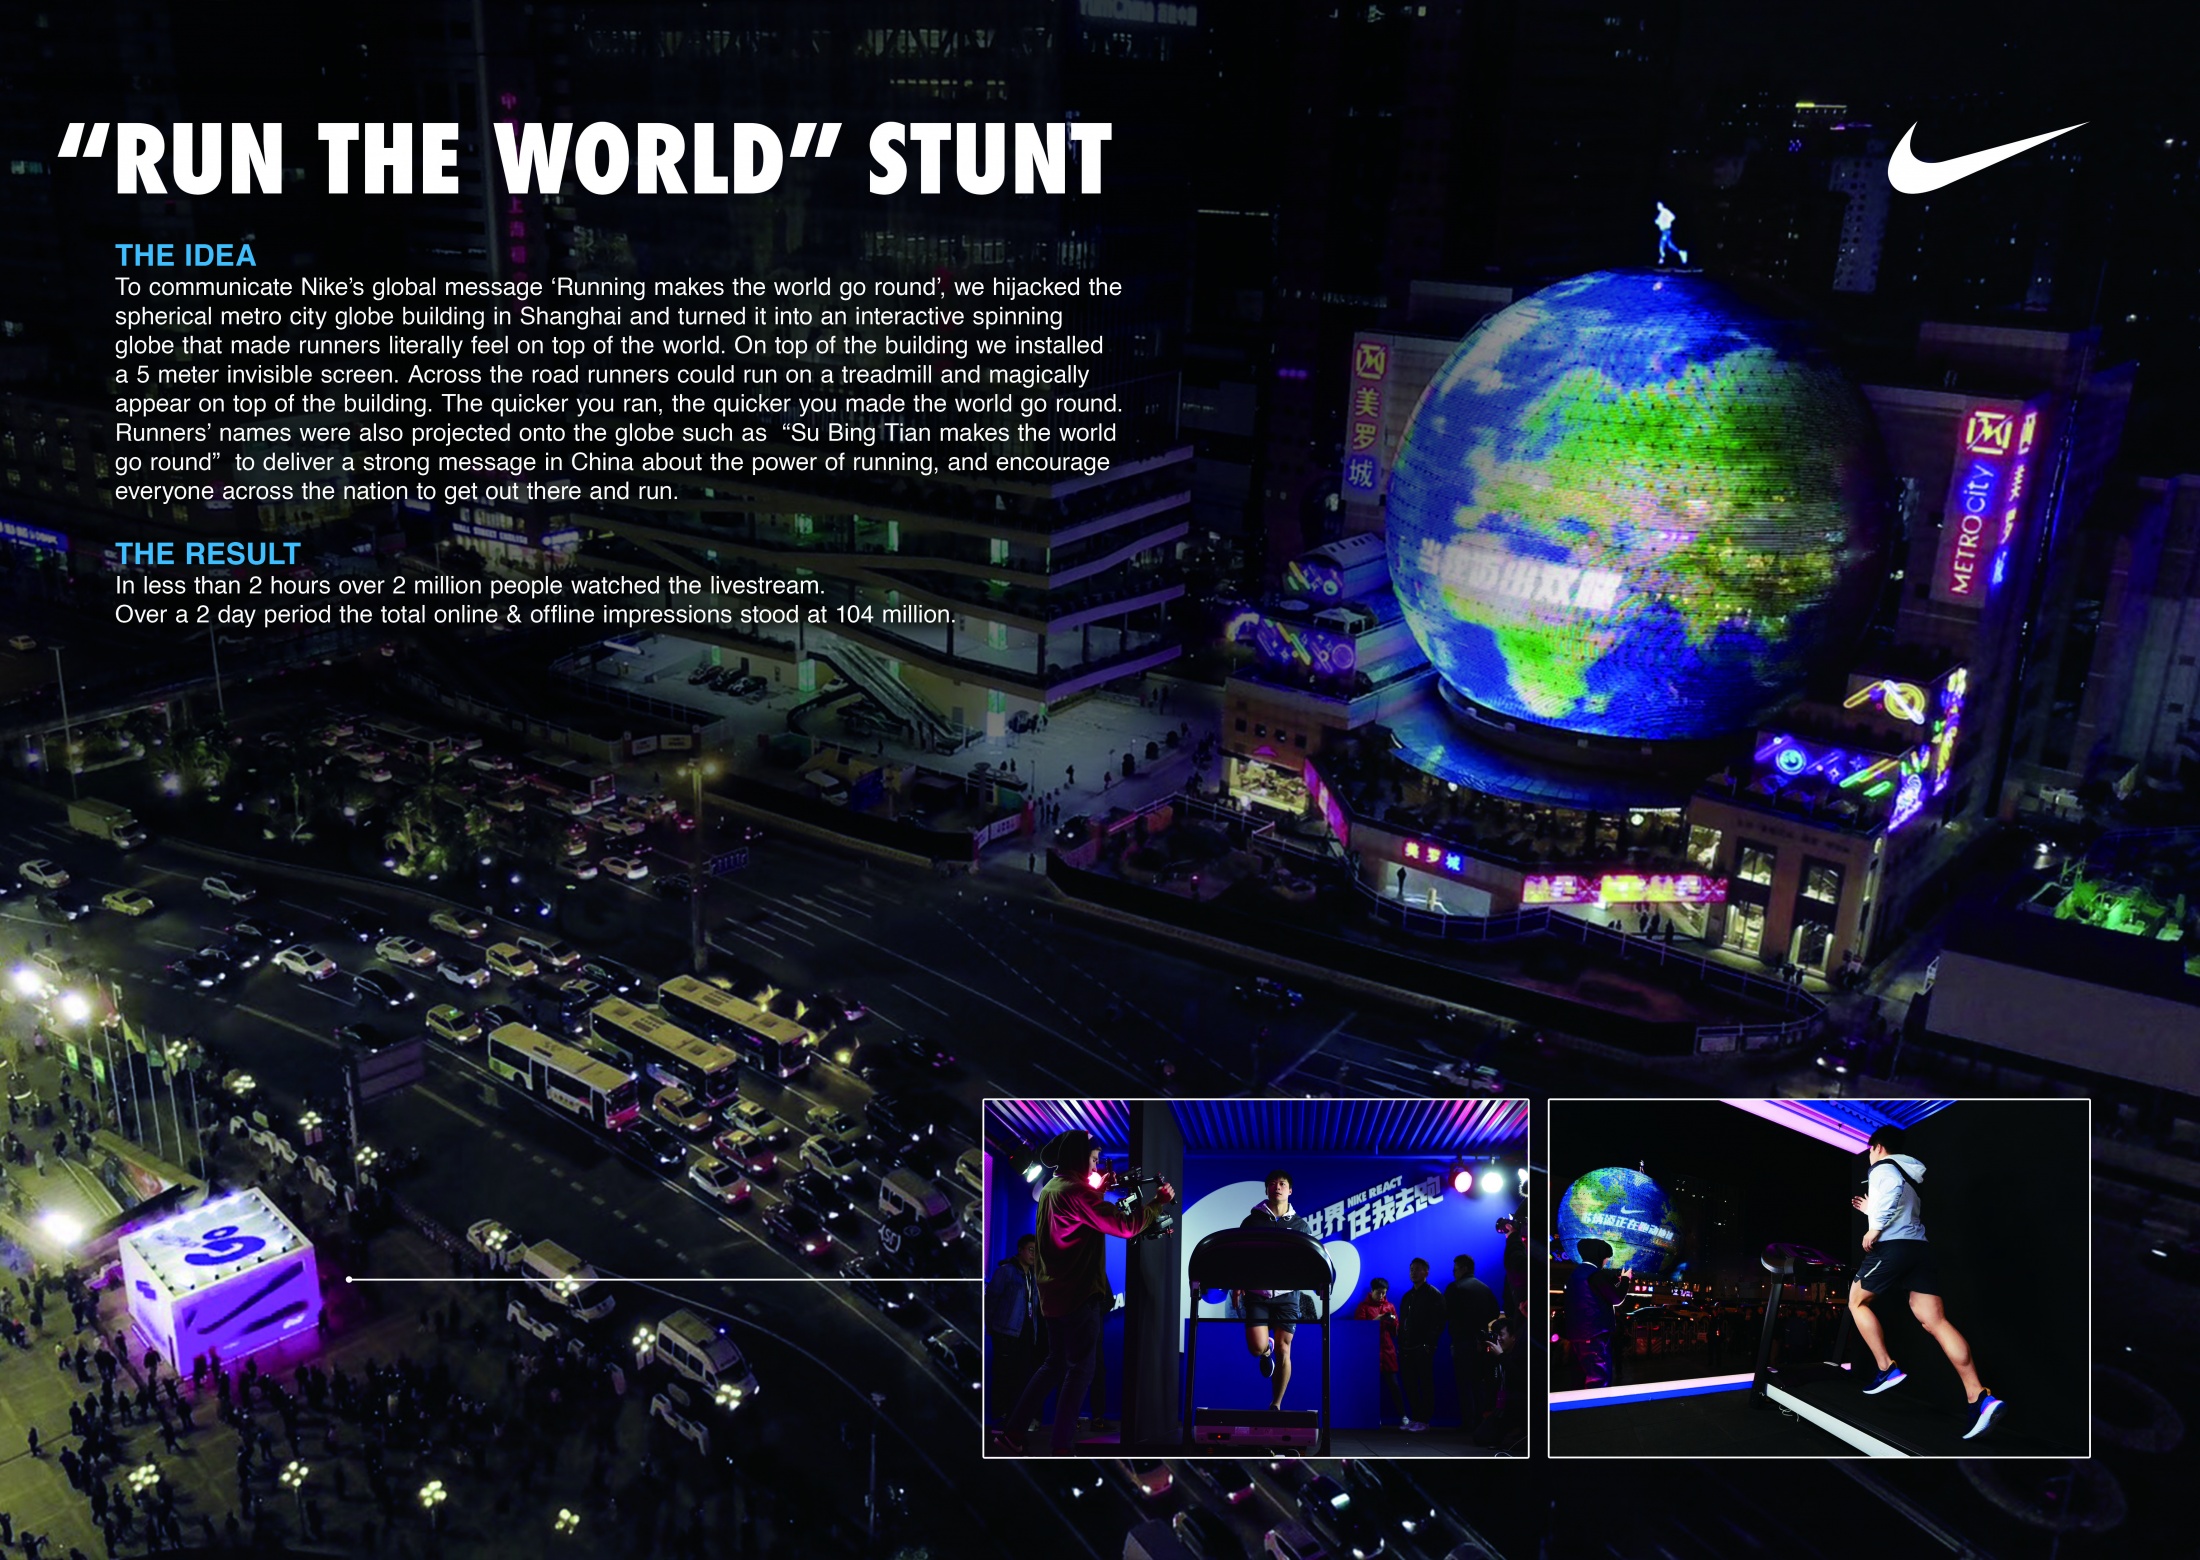 “RUN THE WORLD” STUNT
THE IDEA
To communicate Nike’s global message ‘Running makes the world go round’, we hijacked the
spherical metro city globe building in Shanghai and turned it into an interactive spinning
globe that made runners literally feel on top of the world. On top of the building we installed
a 5 meter invisible screen. Across the road runners could run on a treadmill and magically
appear on top of the building. The quicker you ran, the quicker you made the world go round.
Runners’ names were also projected onto the globe such as “Su Bing Tian makes the world
go round” to deliver a strong message in China about the power of running, and encourage
everyone across the nation to get out there and run.
THE RESULT
In less than 2 hours over 2 million people watched the livestream.
Over a 2 day period the total online & offline impressions stood at 104 million.
美罗城
METROCITY
美罗城
NIKE REACT
世界任我去跑